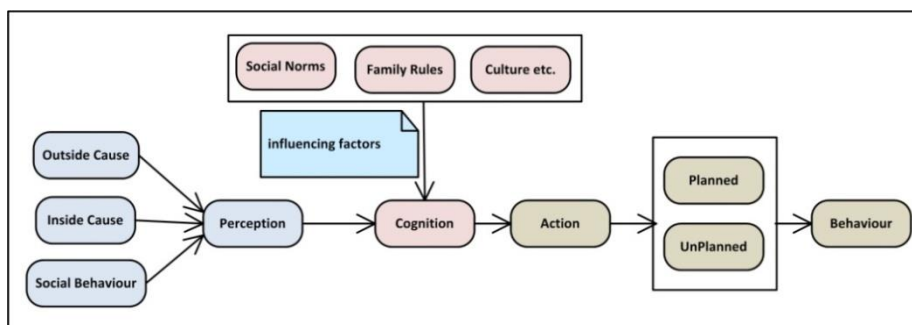 Social Norms
Family Rules
Culture etc.
influencing factors
Outside Cause
Inside Cause
Social Behaviour
Perception
Cognition
Action
Planned
UnPlanned
Behaviour